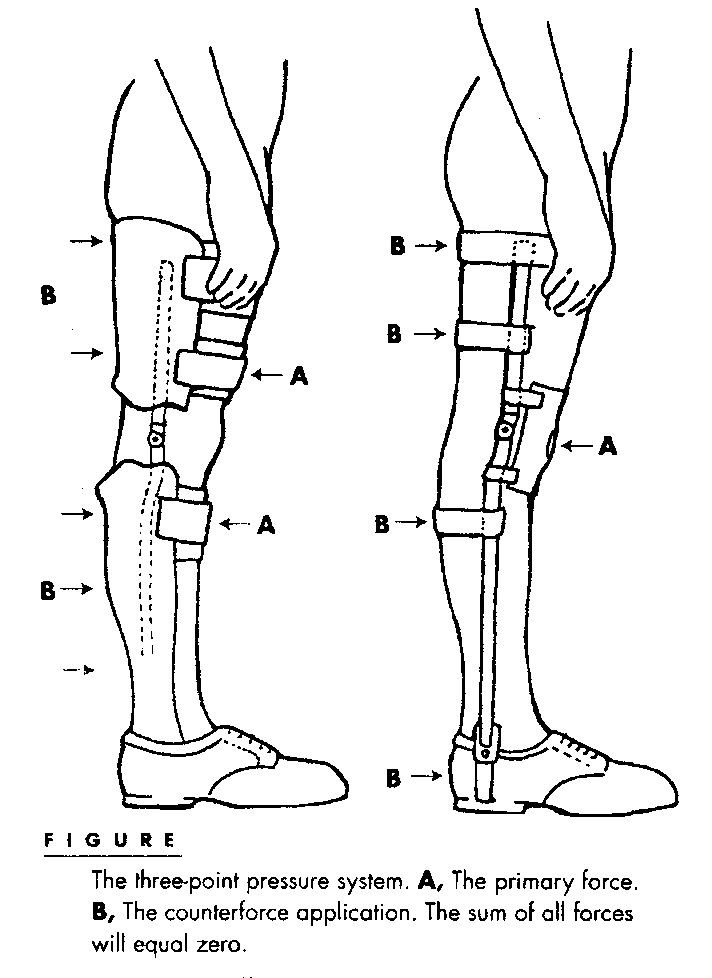 B
B
B
A
A
B
A
B
B
B
FIGURE
The three-point pressure system. A, The primary force.
B, The counterforce application. The sum of all forces
will equal zero.